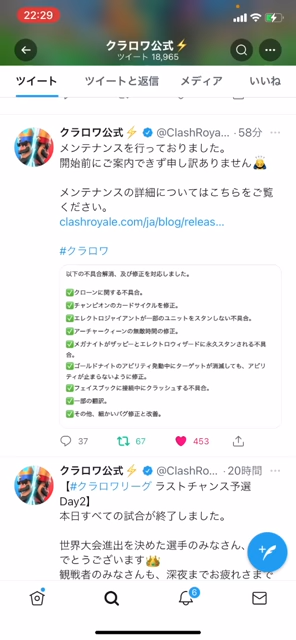 22:29
クラロワ公式⚡
ツイート 18,965
ツイート
ツイートと返信
メディア
いいね
クラロワ公式⚡ @ClashRoya... · 58分
メンテナンスを行っておりました。
開始前にご案内できず申し訳ありません🙇
メンテナンスの詳細についてはこちらをご覧
ください。
clashroyale.com/ja/blog/releas...
#クラロワ
以下の不具合解消、及び修正を対応しました。
✅クローンに関する不具合。
✅チャンピオンのカードサイクルを修正。
✅エレクトロジャイアントが一部のユニットをスタンしない不具合。
✅アーチャークィーンの無敵時間の修正。
✅メガナイトがザッピーとエレクトロウィザードに永久スタンされる不具
合。
✅ゴールドナイトのアビリティ発動中にターゲットが消滅しても、アビリ
ティが止まらないように修正。
✅フェイスブックに接続中にクラッシュする不具合。
✅一部の翻訳。
✅その他、細かいバグ修正と改善。
37
67
453
クラロワ公式⚡ @ClashRo... · 20時間
【#クラロワリーグ ラストチャンス予選
Day2】
本日すべての試合が終了しました。
世界大会進出を決めた選手のみなさん、
でとうございます👑
観戦者のみなさんも、深夜までお疲れさまで
6